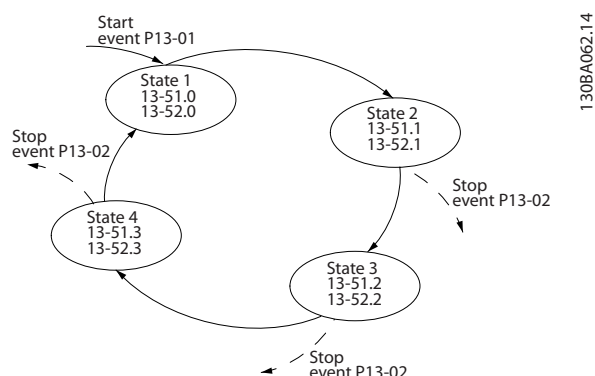 Start
event P13-01
130BA062.14
State 1
13-51.0
13-52.0
State 2
13-51.1
13-52.1
Stop
event P13-02
Stop
event P13-02
State 4
13-51.3
13-52.3
State 3
13-51.2
13-52.2
Stop
event P13-02